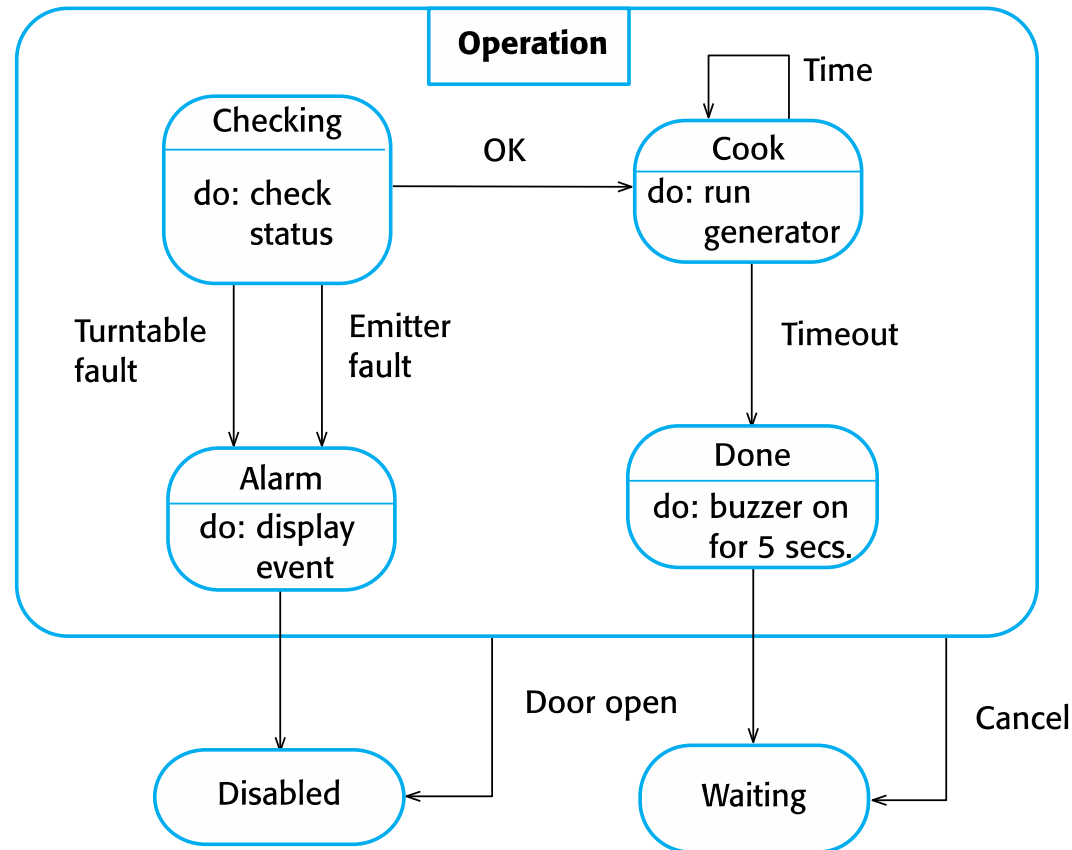 Operation
Time
Checking
OK
Cook
do: check
status
do: run
generator
Turntable
fault
Emitter
fault
Timeout
Alarm
do: display
event
Done
do: buzzer on
for 5 secs.
Door open
Cancel
Disabled
Waiting